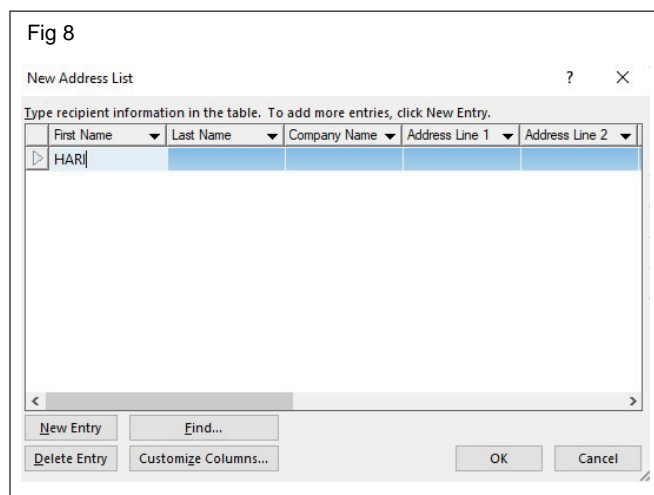 Fig 8
New Address List ? X
Type recipient information in the table. To add more entries, click New Entry.
First Name Last Name Company Name Address Line 1 Address Line 2
HARI
New Entry Find...
Delete Entry Customize Columns... OK Cancel